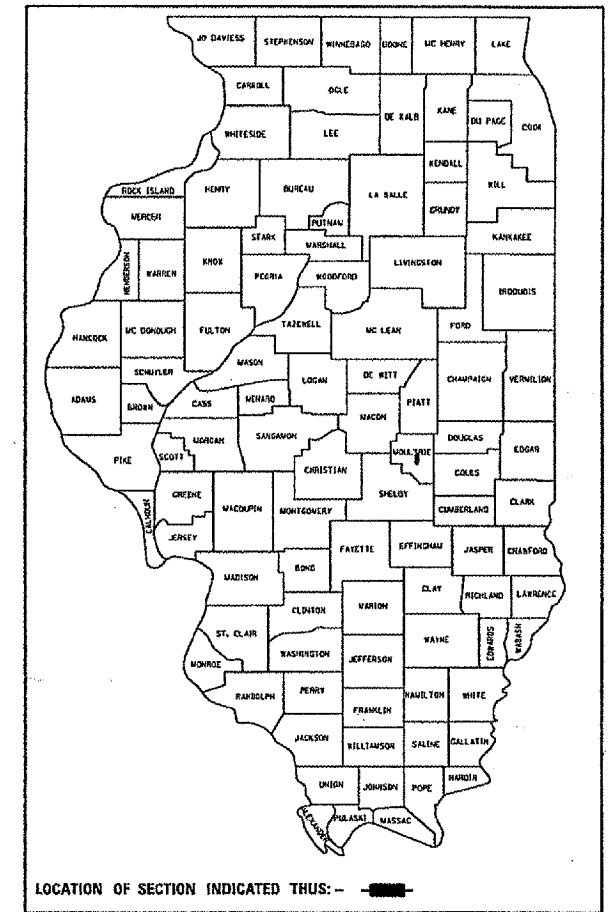 JO DAVIESS STEPHENSON WINNEBAGO BOONE MC HENRY LAKE
CARROLL OGLE
DE KALB KANE DU PAGE COOK
WHITESIDE LEE
KENDALL WILL
ROCK ISLAND HENRY BUREAU LA SALLE
MERCER PUTNAM GRUNDY
STARK MARSHALL KANKAKEE
HENDERSON WARREN KNOX PEORIA WOODFORD LIVINGSTON
IROQUOIS
HANCOCK MC DONOUGH FULTON TAZEWELL MC LEAN FORD
MASON
SCHUYLER LOGAN DE WITT CHAMPAIGN VERMILION
ADAMS BROWN CASS MENARD PIATT
MACON
MORGAN SANGAMON DOUGLAS
PIKE SCOTT CHRISTIAN MOULTRIE EDGAR
COLES
GREENE MACOUPIN MONTGOMERY SHELBY CLARK
CALHOUN CUMBERLAND
JERSEY
FAYETTE EFFINGHAM JASPER CRAWFORD
MADISON BOND
CLAY RICHLAND LAWRENCE
CLINTON MARION
ST. CLAIR WAYNE EDWARDS WABASH
WASHINGTON JEFFERSON
MONROE
RANDOLPH PERRY HAMILTON WHITE
FRANKLIN
JACKSON WILLIAMSON SALINE GALLATIN
UNION JOHNSON POPE HARDIN
ALEXANDER PULASKI MASSAC
LOCATION OF SECTION INDICATED THUS:-